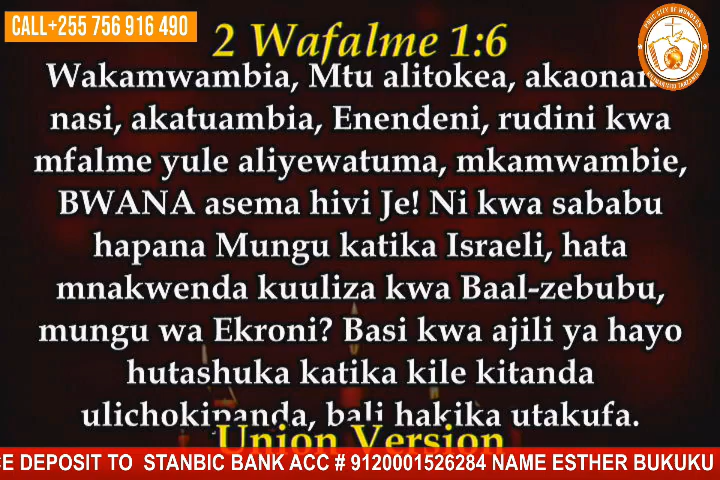 CALL+255 756 916 490
2 Wafalme 1:6
Wakamwambia, Mtu alitokea, akaonana
nasi, akatuambia, Enendeni, rudini kwa
mfalme yule aliyewatuma, mkamwambie,
BWANA asema hivi Je! Ni kwa sababu
hapana Mungu katika Israeli, hata
mnakwenda kuuliza kwa Baal-zebubu,
mungu wa Ekroni? Basi kwa ajili ya hayo
hutashuka katika kile kitanda
ulichokipanda, bali hakika utakufa.
Union Version
CE DEPOSIT TO STANBIC BANK ACC # 9120001526284 NAME ESTHER BUKUKU